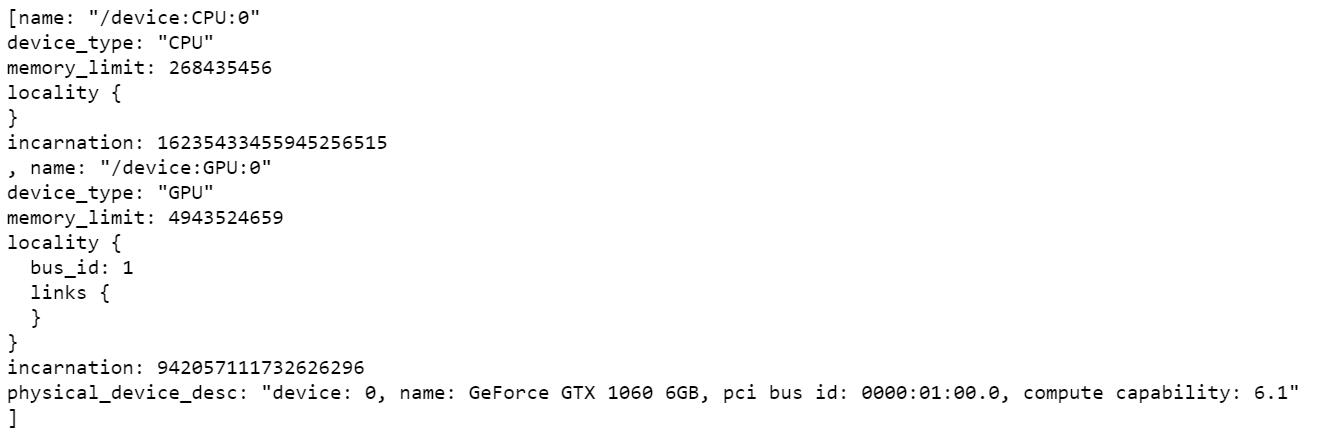 [name: "/device:CPU:0"
device_type: "CPU"
memory_limit: 268435456
locality {
}
incarnation: 16235433455945256515
, name: "/device:GPU:0"
device_type: "GPU"
memory_limit: 4943524659
locality {
  bus_id: 1
  links {
  }
}
incarnation: 942057111732626296
physical_device_desc: "device: 0, name: GeForce GTX 1060 6GB, pci bus id: 0000:01:00.0, compute capability: 6.1"
]